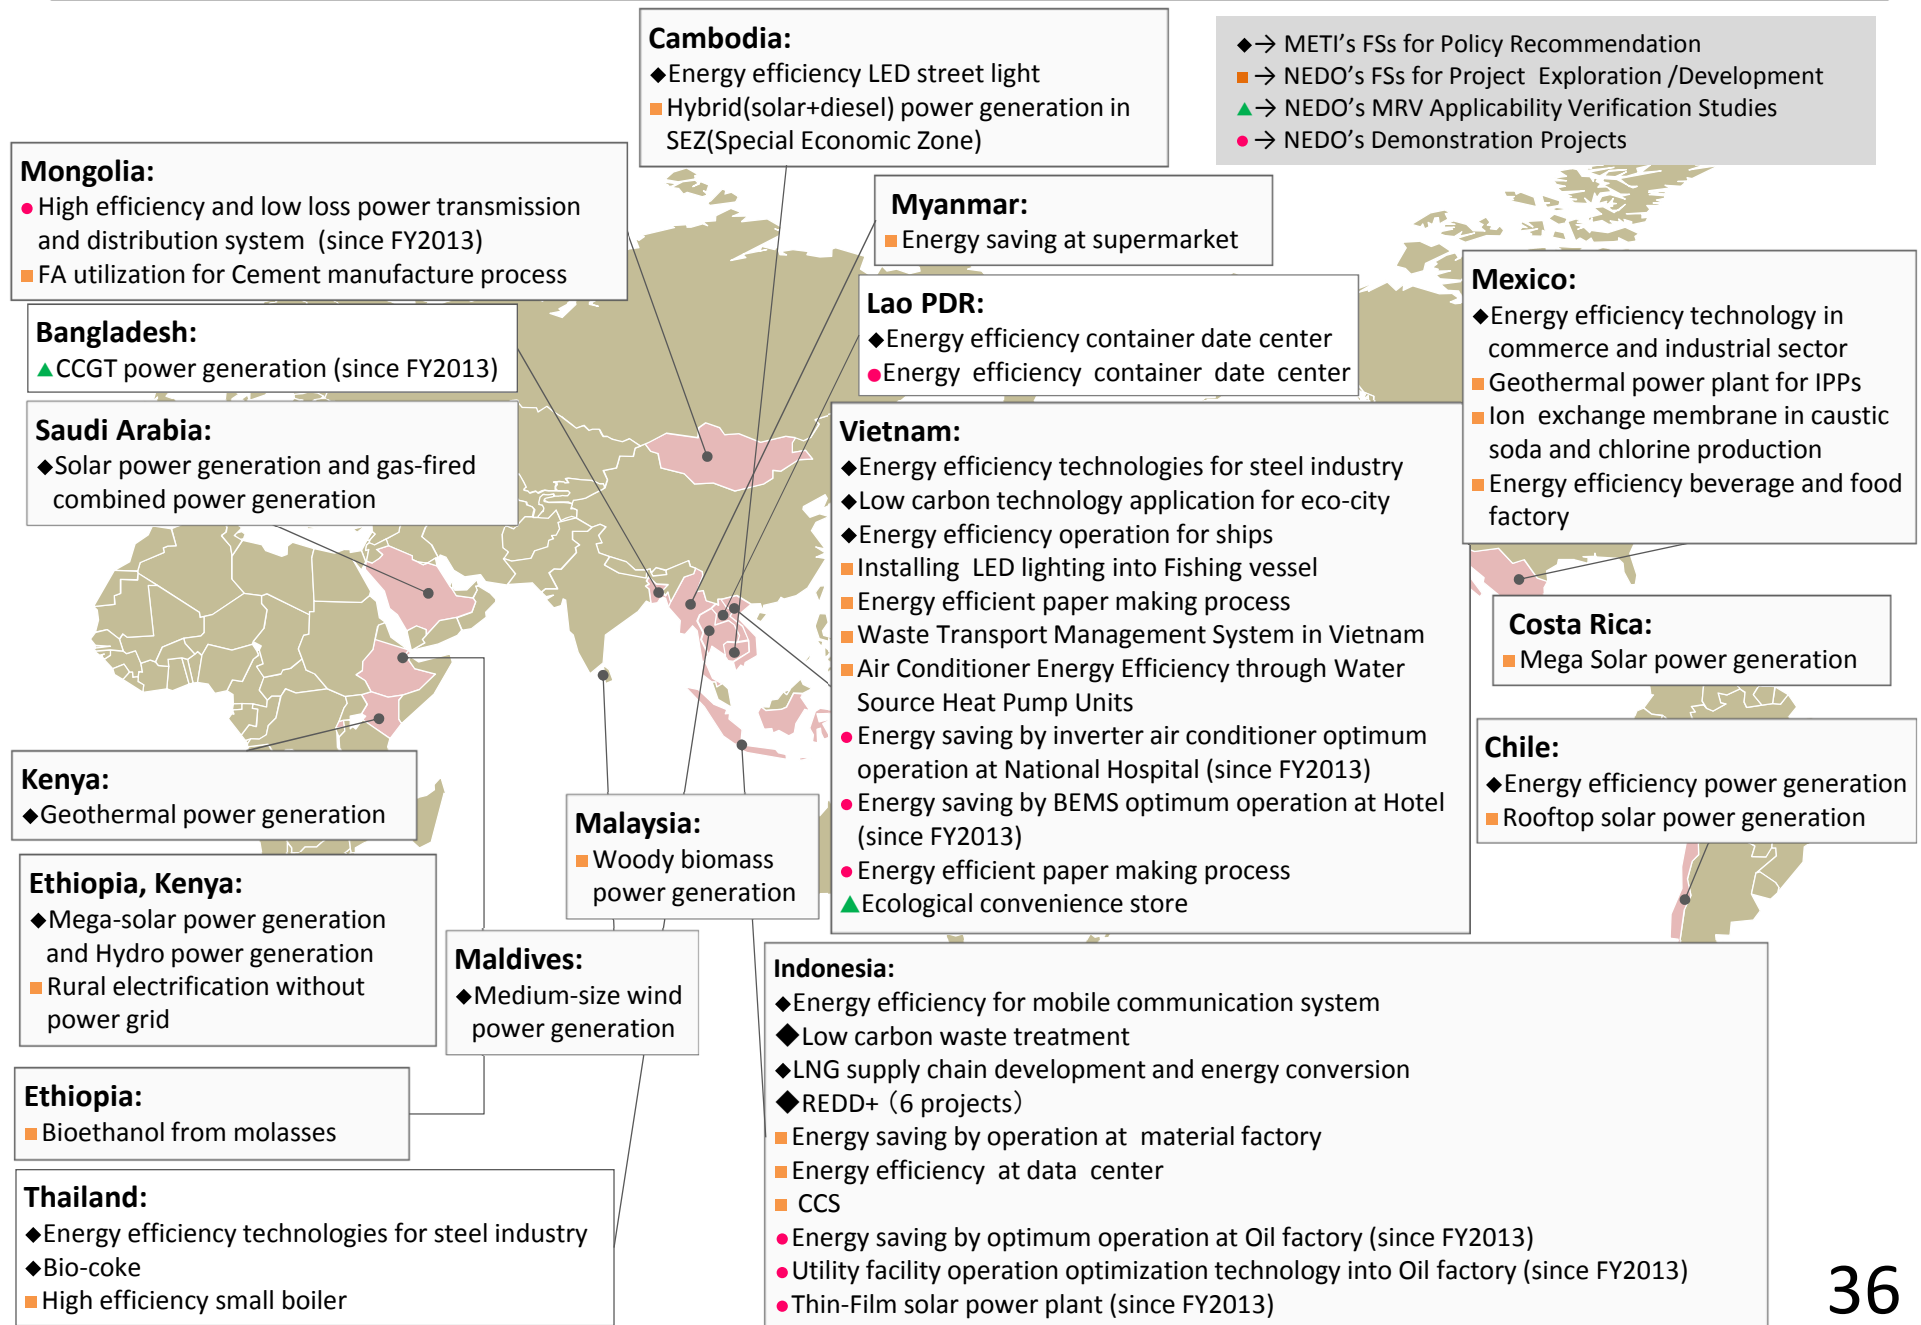 Cambodia:
◆Energy efficiency LED street light
■Hybrid(solar+diesel) power generation in
SEZ(Special Economic Zone)
◆→ METI's FSs for Policy Recommendation
■→ NEDO's FSs for Project Exploration /Development
▲→ NEDO's MRV Applicability Verification Studies
●→ NEDO's Demonstration Projects
Mongolia:
●High efficiency and low loss power transmission
and distribution system (since FY2013)
■FA utilization for Cement manufacture process
Myanmar:
■Energy saving at supermarket
Bangladesh:
▲CCGT power generation (since FY2013)
Lao PDR:
◆Energy efficiency container date center
●Energy efficiency container date center
Mexico:
◆Energy efficiency technology in
commerce and industrial sector
■Geothermal power plant for IPPs
■Ion exchange membrane in caustic
soda and chlorine production
■Energy efficiency beverage and food
factory
Saudi Arabia:
◆Solar power generation and gas-fired
combined power generation
Vietnam:
◆Energy efficiency technologies for steel industry
◆Low carbon technology application for eco-city
◆Energy efficiency operation for ships
■Installing LED lighting into Fishing vessel
■Energy efficient paper making process
■Waste Transport Management System in Vietnam
■Air Conditioner Energy Efficiency through Water
Source Heat Pump Units
●Energy saving by inverter air conditioner optimum
operation at National Hospital (since FY2013)
●Energy saving by BEMS optimum operation at Hotel
(since FY2013)
●Energy efficient paper making process
▲Ecological convenience store
Costa Rica:
■Mega Solar power generation
Chile:
◆Energy efficiency power generation
■Rooftop solar power generation
Kenya:
◆Geothermal power generation
Malaysia:
■Woody biomass
power generation
Ethiopia, Kenya:
◆Mega-solar power generation
and Hydro power generation
■Rural electrification without
power grid
Maldives:
◆Medium-size wind
power generation
Indonesia:
◆Energy efficiency for mobile communication system
◆Low carbon waste treatment
◆LNG supply chain development and energy conversion
◆REDD+（6 projects）
■Energy saving by operation at material factory
■Energy efficiency at data center
■CCS
●Energy saving by optimum operation at Oil factory (since FY2013)
●Utility facility operation optimization technology into Oil factory (since FY2013)
●Thin-Film solar power plant (since FY2013)
Ethiopia:
■Bioethanol from molasses
Thailand:
◆Energy efficiency technologies for steel industry
◆Bio-coke
■High efficiency small boiler
36